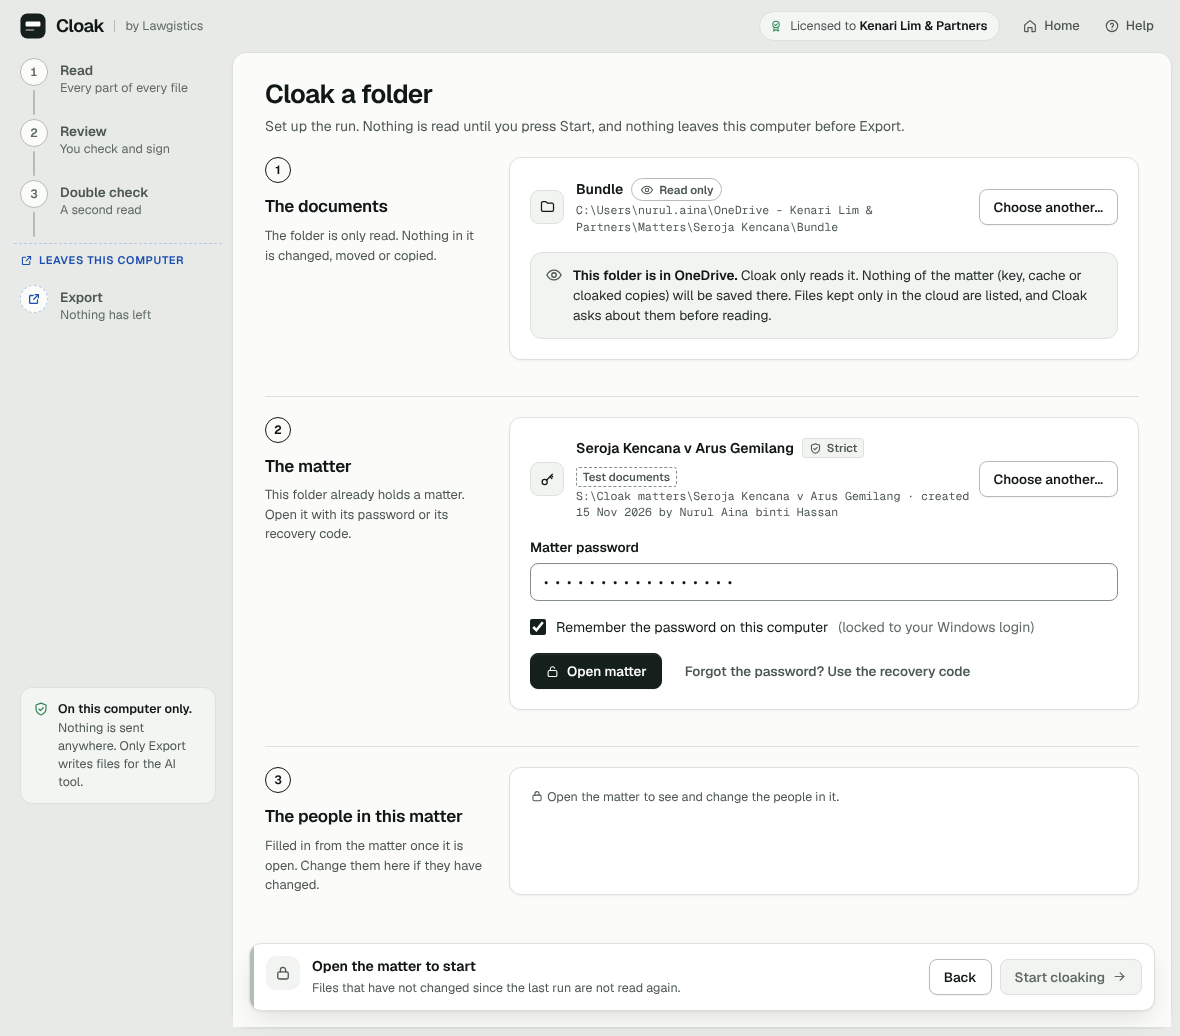 Cloak
by Lawgistics
Licensed to Kenari Lim & Partners
Home
Help
1
Read
Every part of every file
2
Review
You check and sign
3
Double check
A second read
LEAVES THIS COMPUTER
Export
Nothing has left
On this computer only.
Nothing is sent
anywhere. Only Export
writes files for the AI
tool.
Cloak a folder
Set up the run. Nothing is read until you press Start, and nothing leaves this computer before Export.
1
The documents
The folder is only read. Nothing in it
is changed, moved or copied.
Bundle
Read only
C:\Users\nurul.aina\OneDrive - Kenari Lim &
Partners\Matters\Seroja Kencana\Bundle
Choose another...
This folder is in OneDrive. Cloak only reads it. Nothing of the matter (key, cache or
cloaked copies) will be saved there. Files kept only in the cloud are listed, and Cloak
asks about them before reading.
2
The matter
This folder already holds a matter.
Open it with its password or its
recovery code.
Seroja Kencana v Arus Gemilang
Strict
Test documents
S:\Cloak matters\Seroja Kencana v Arus Gemilang · created
15 Nov 2026 by Nurul Aina binti Hassan
Choose another...
Matter password
Remember the password on this computer (locked to your Windows login)
Open matter
Forgot the password? Use the recovery code
3
The people in this matter
Filled in from the matter once it is
open. Change them here if they have
changed.
Open the matter to see and change the people in it.
Open the matter to start
Files that have not changed since the last run are not read again.
Back
Start cloaking